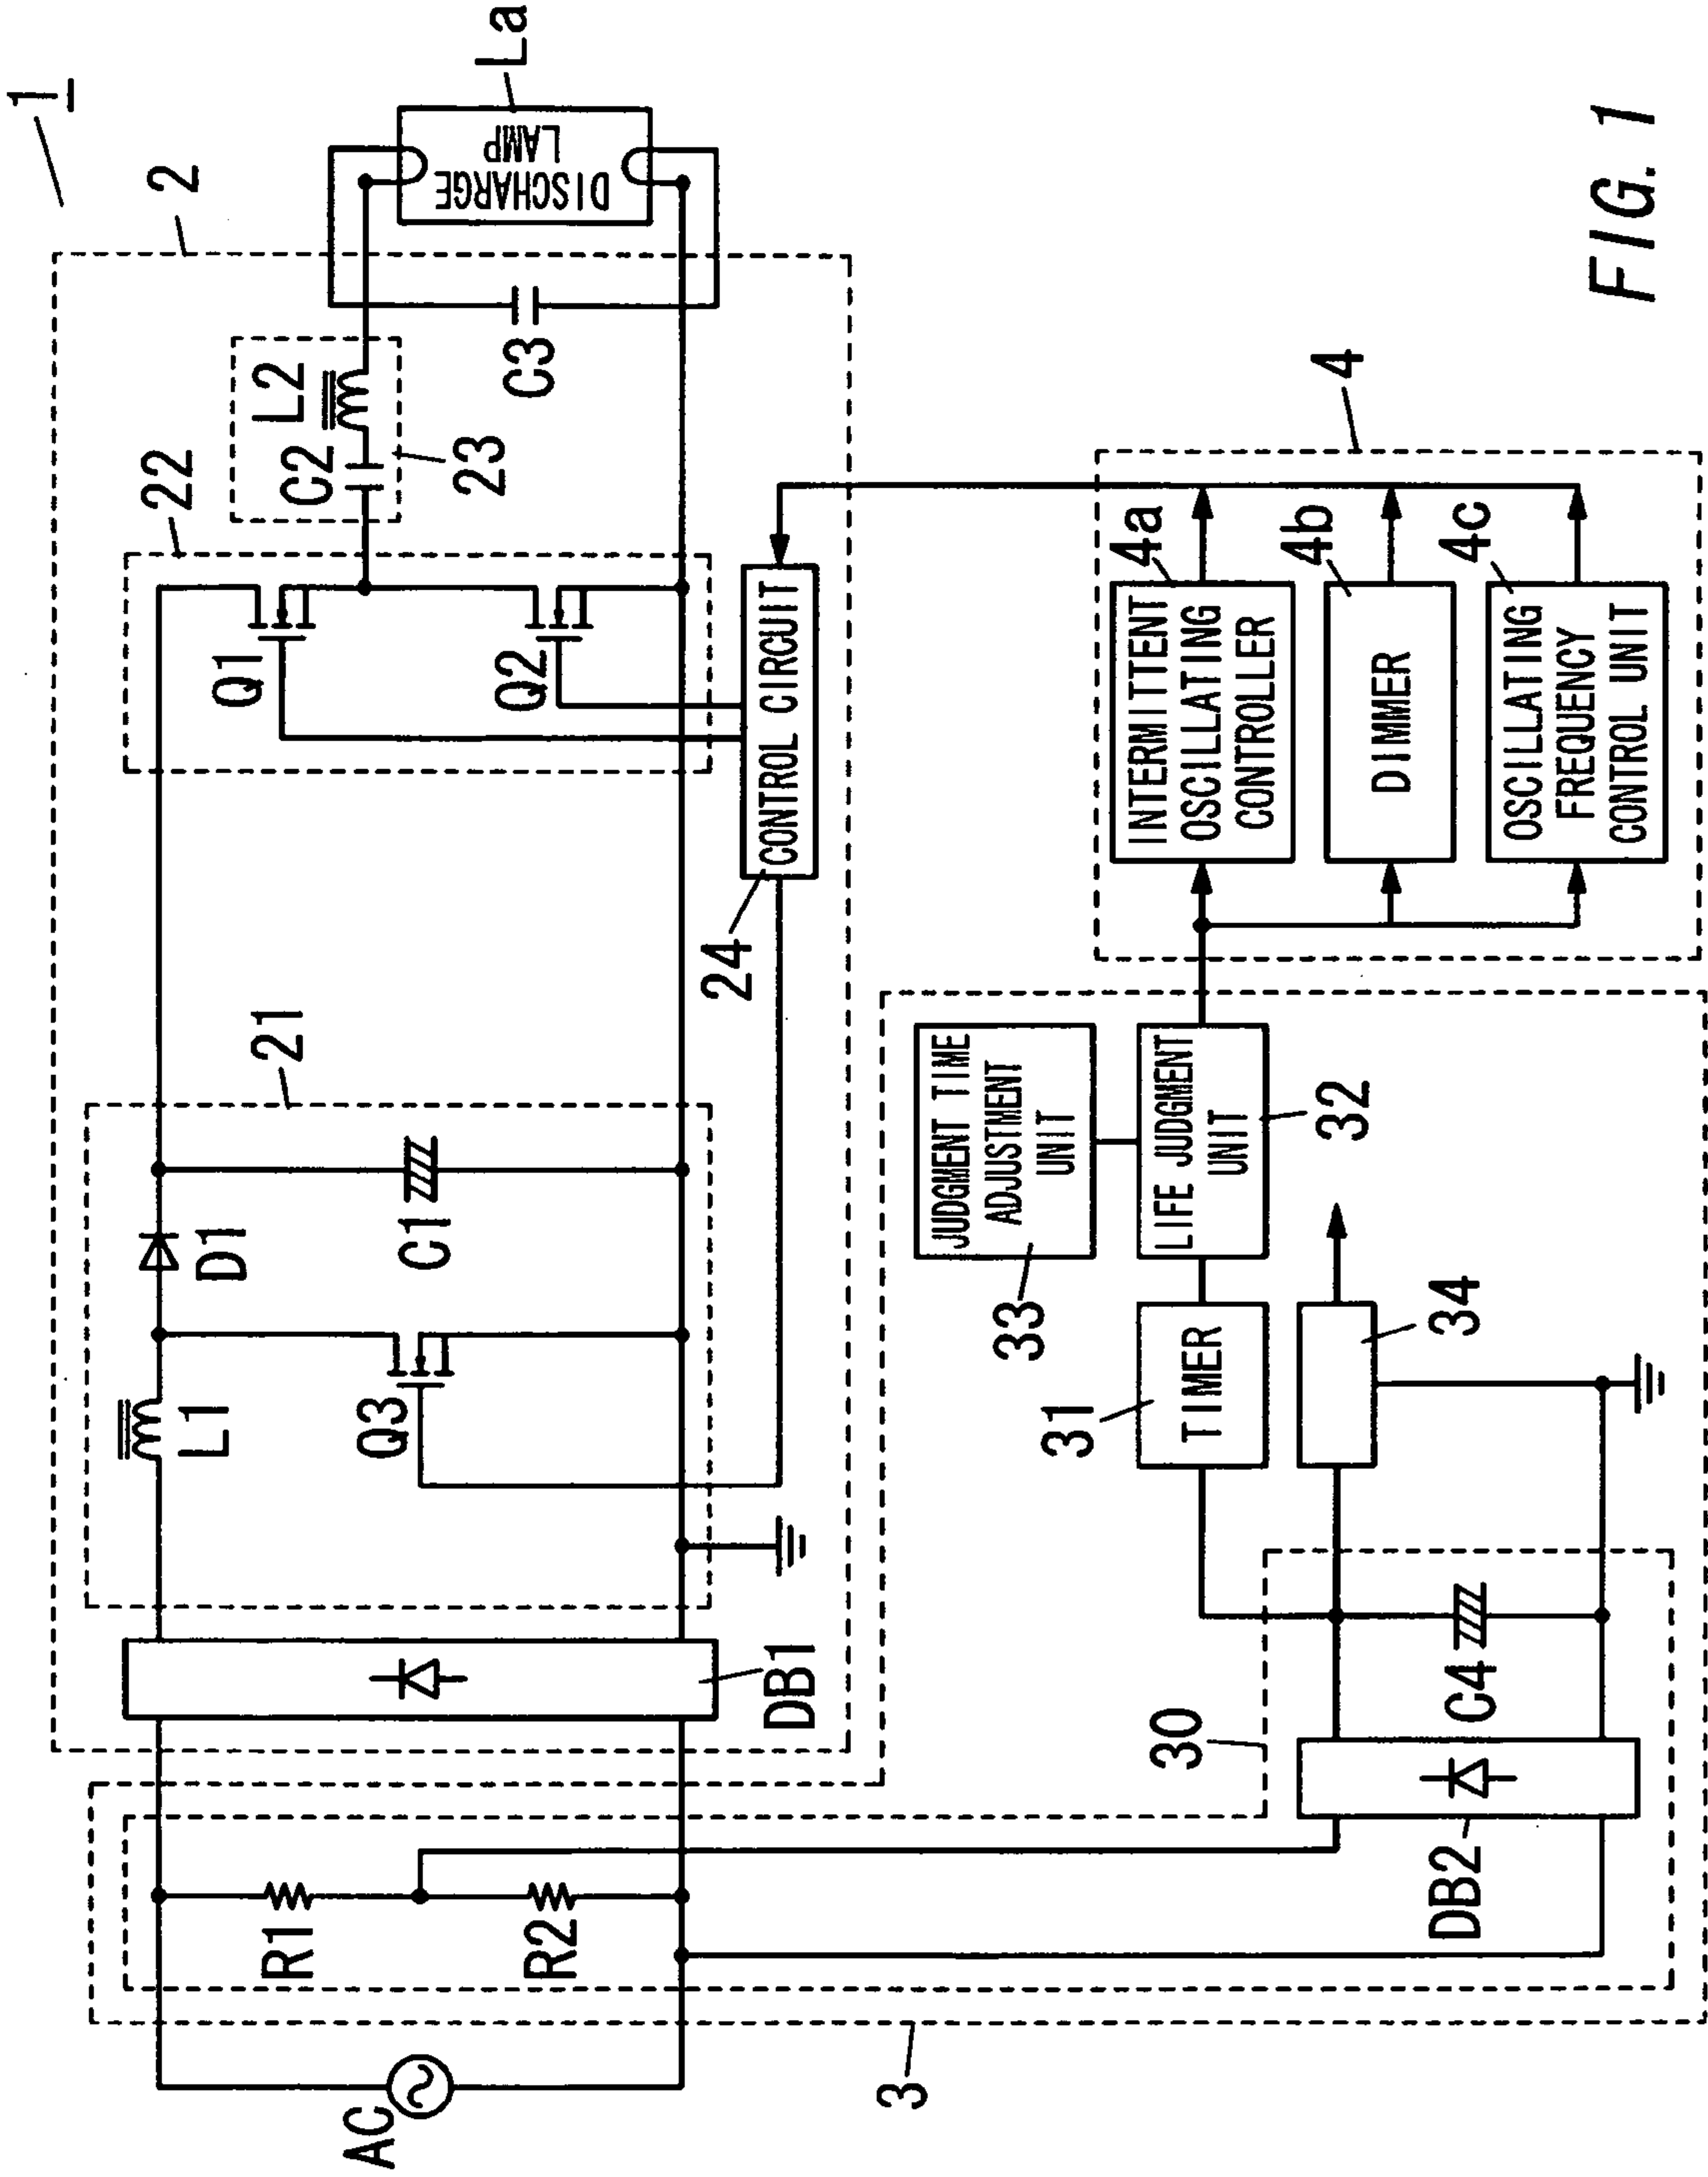 1
2
22
21
L2
C2
23
La
DISCHARGE
LAMP
C3
Q1
Q2
D1
L1
C1
Q3
24
CONTROL CIRCUIT
DB1
AC
R1
R2
3
30
DB2
C4
31
TIMER
33
JUDGMENT TIME
ADJUSTMENT
UNIT
LIFE JUDGMENT
UNIT
32
34
4
4a
INTERMITTENT
OSCILLATING
CONTROLLER
4b
DIMMER
4c
OSCILLATING
FREQUENCY
CONTROL UNIT
FIG. 1